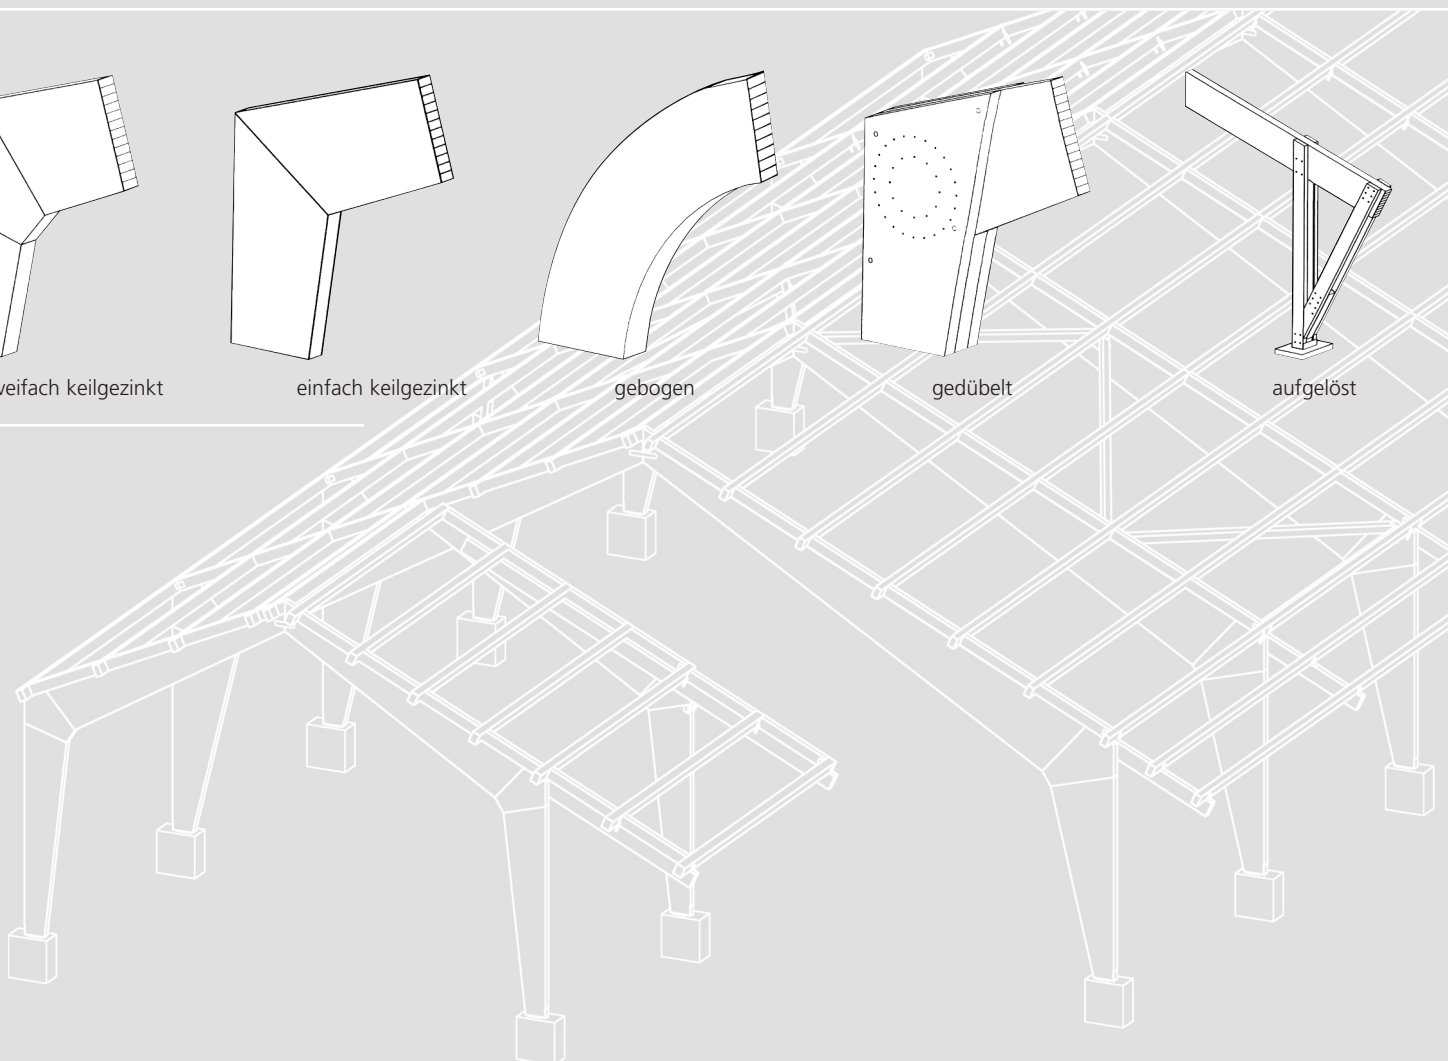 weifach keilgezinkt
einfach keilgezinkt
gebogen
gedübelt
aufgelöst